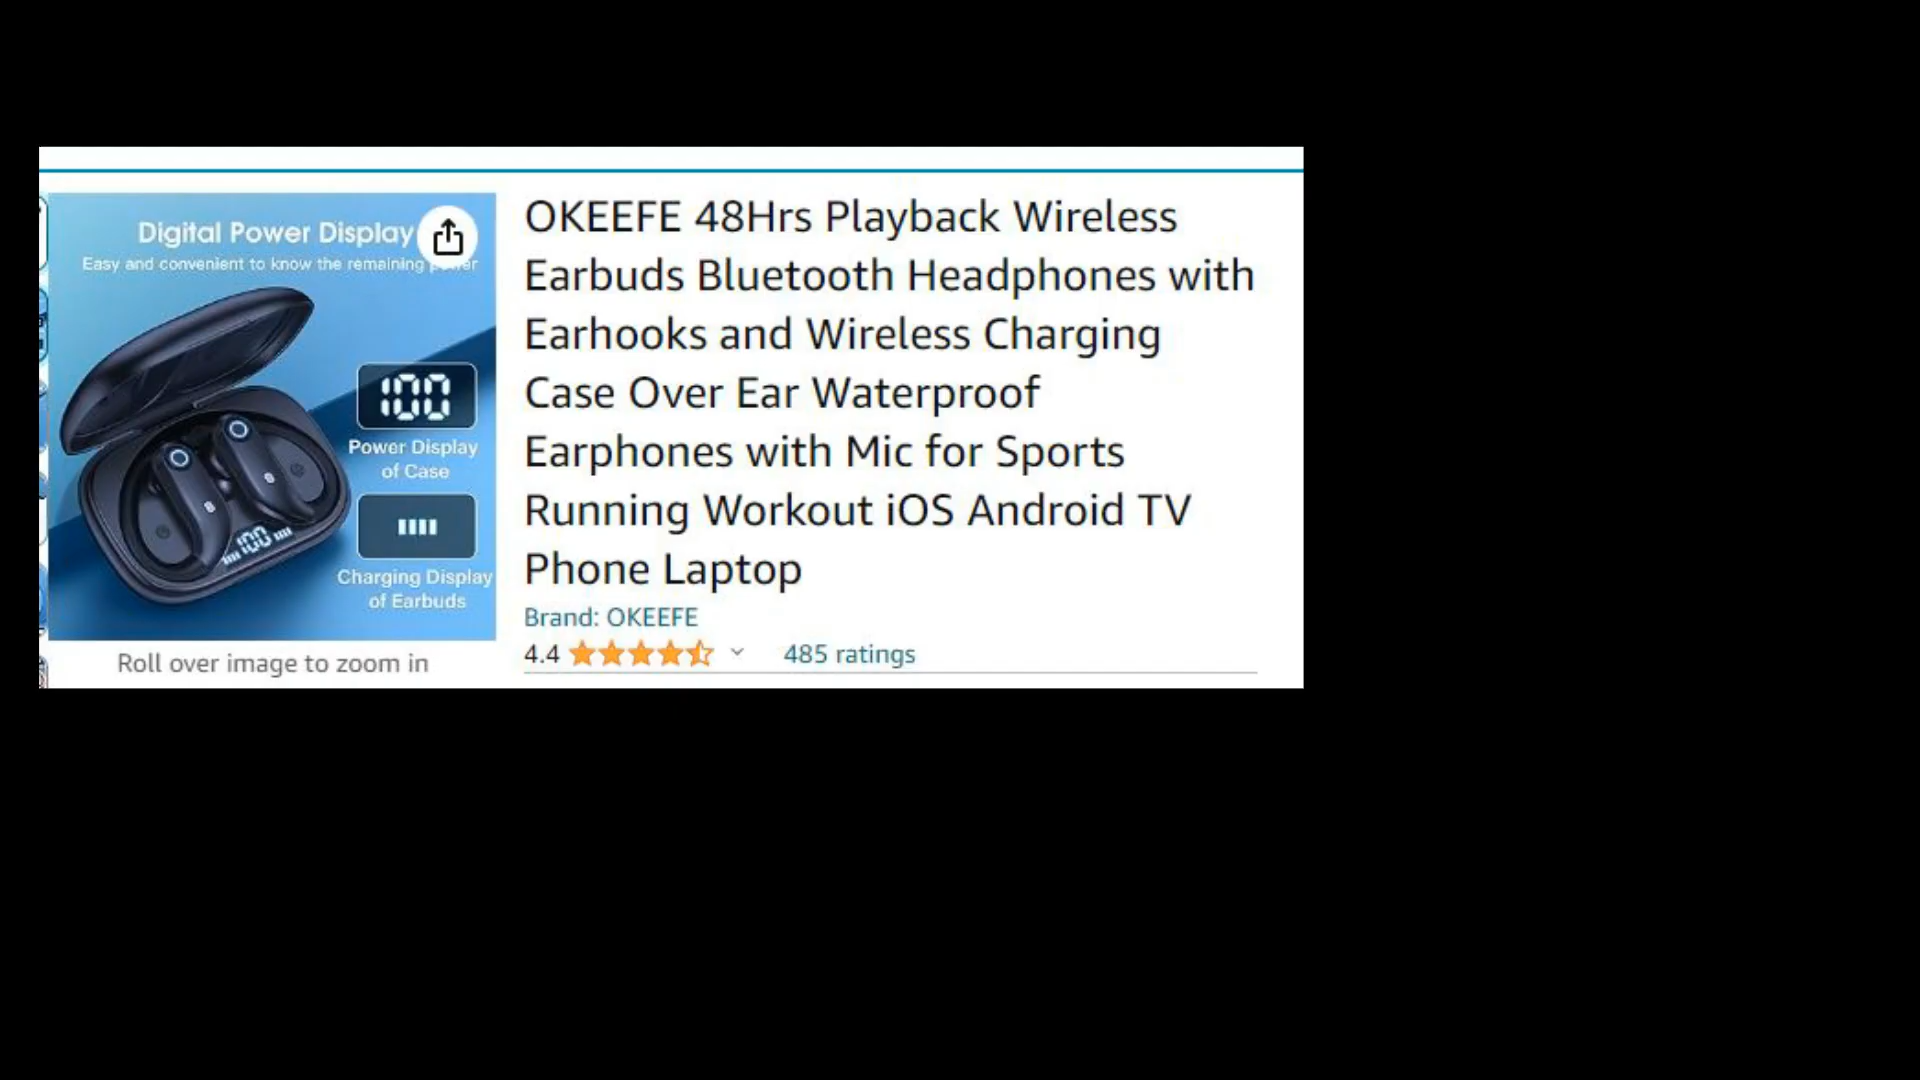 Digital Power Display
Easy and convenient to know the remaining
100
Power Display
of Case
100
Charging Display
of Earbuds
Roll over image to zoom in
OKEEFE 48Hrs Playback Wireless
Earbuds Bluetooth Headphones with
Earhooks and Wireless Charging
Case Over Ear Waterproof
Earphones with Mic for Sports
Running Workout iOS Android TV
Phone Laptop
Brand: OKEEFE
4.4 485 ratings